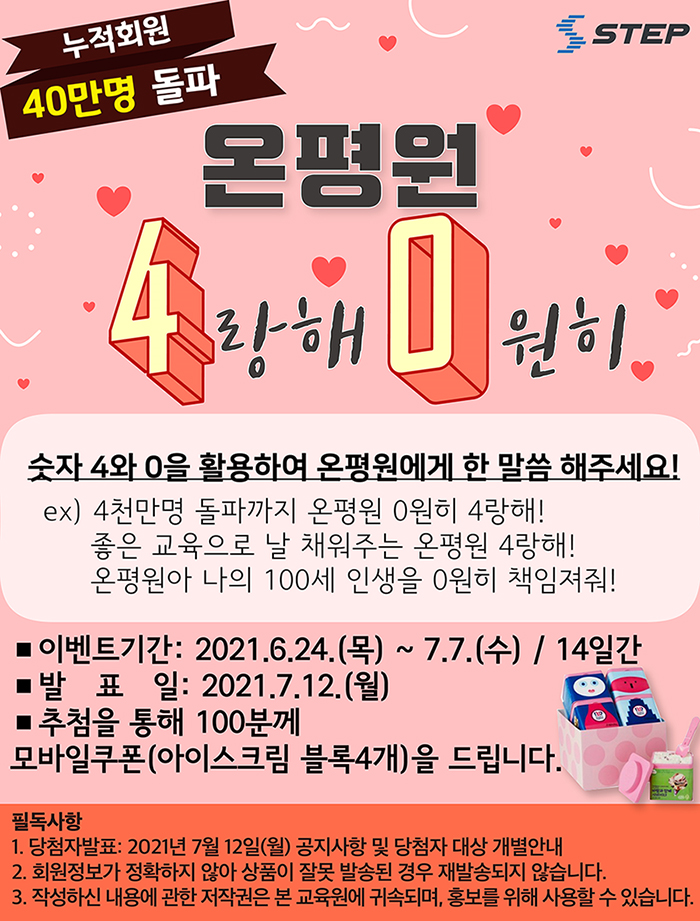 누적회원
40만명 돌파
STEP
온평원
4랑해 0원히
숫자 4와 0을 활용하여 온평원에게 한 말씀 해주세요!
ex) 4천만명 돌파까지 온평원 0원히 4랑해!
좋은 교육으로 날 채워주는 온평원 4랑해!
온평원아 나의 100세 인생을 0원히 책임져줘!
■ 이벤트기간: 2021.6.24.(목) ~ 7.7.(수) / 14일간
■ 발 표 일: 2021.7.12.(월)
■ 추첨을 통해 100분께
모바일쿠폰(아이스크림 블록4개)을 드립니다.
필독사항
1. 당첨자발표: 2021년 7월 12일(월) 공지사항 및 당첨자 대상 개별안내
2. 회원정보가 정확하지 않아 상품이 잘못 발송된 경우 재발송되지 않습니다.
3. 작성하신 내용에 관한 저작권은 본 교육원에 귀속되며, 홍보를 위해 사용할 수 있습니다.